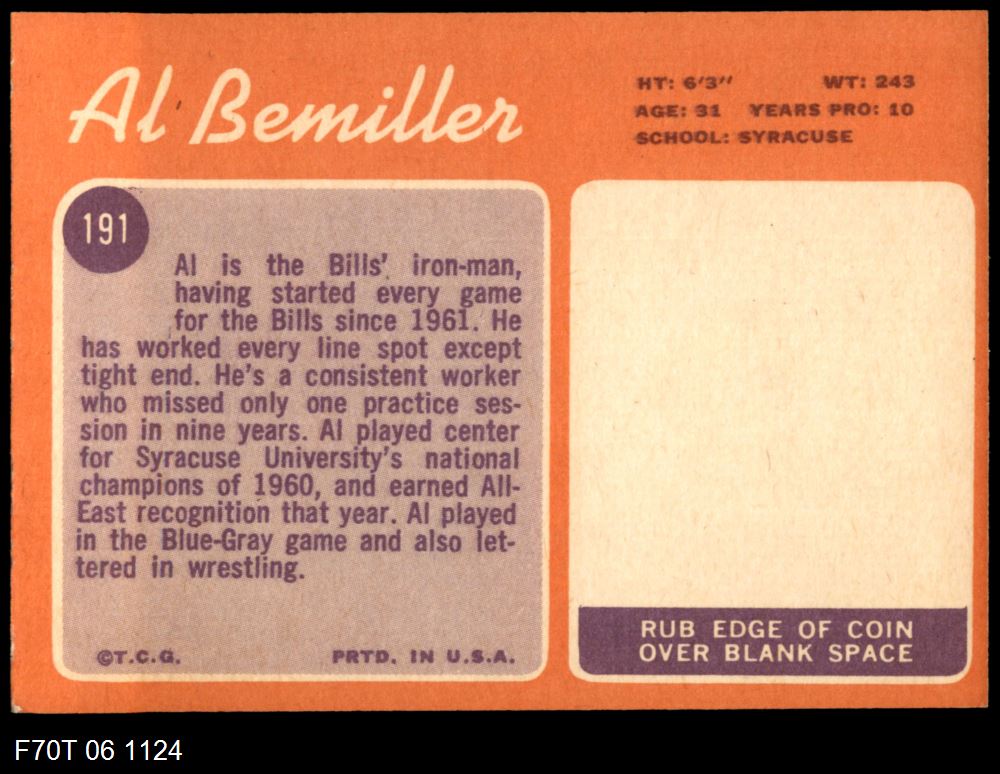 Al Bemiller
HT: 6'3" WT: 243
AGE: 31 YEARS PRO: 10
SCHOOL: SYRACUSE
191
Al is the Bills' iron-man,
having started every game
for the Bills since 1961. He
has worked every line spot except
tight end. He's a consistent worker
who missed only one practice ses-
sion in nine years. Al played center
for Syracuse University's national
champions of 1960, and earned All-
East recognition that year. Al played
in the Blue-Gray game and also let-
tered in wrestling.
©T.C.G. PRTD. IN U.S.A.
RUB EDGE OF COIN
OVER BLANK SPACE
F70T 06 1124